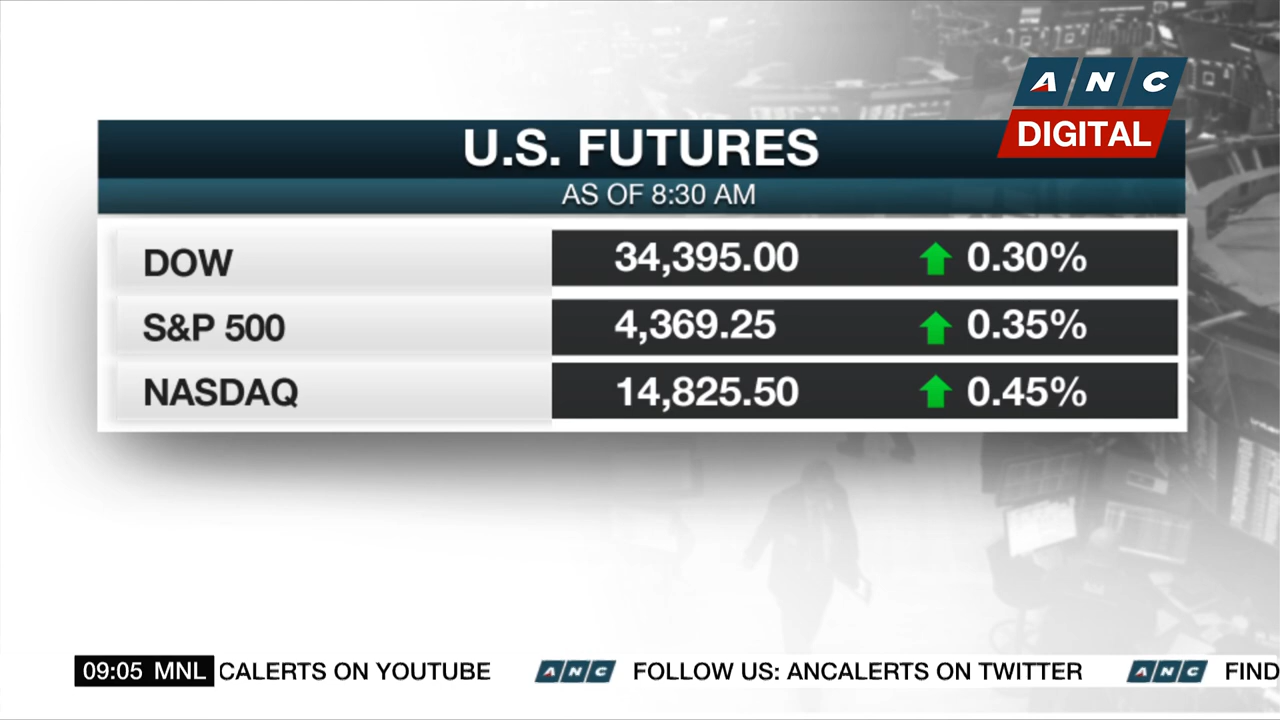 ANC
DIGITAL
U.S. FUTURES
AS OF 8:30 AM
DOW 34,395.00 0.30%
S&P 500 4,369.25 0.35%
NASDAQ 14,825.50 0.45%
09:05 MNL CALERTS ON YOUTUBE ANC FOLLOW US: ANCALERTS ON TWITTER ANC FIND